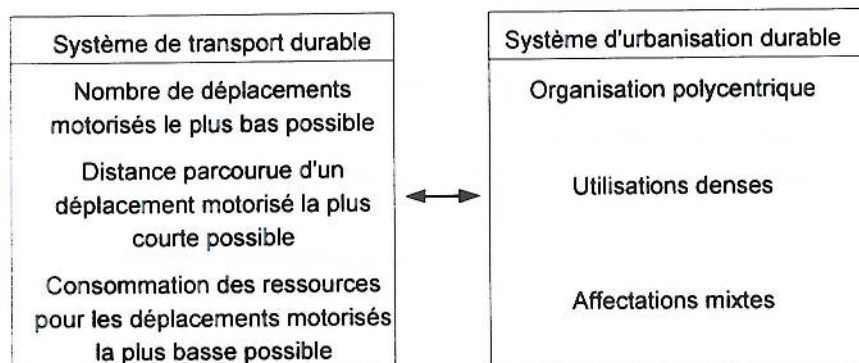 Système de transport durable
Nombre de déplacements
motorisés le plus bas possible
Distance parcourue d'un
déplacement motorisé la plus
courte possible
Consommation des ressources
pour les déplacements motorisés
la plus basse possible
Système d'urbanisation durable
Organisation polycentrique
Utilisations denses
Affectations mixtes